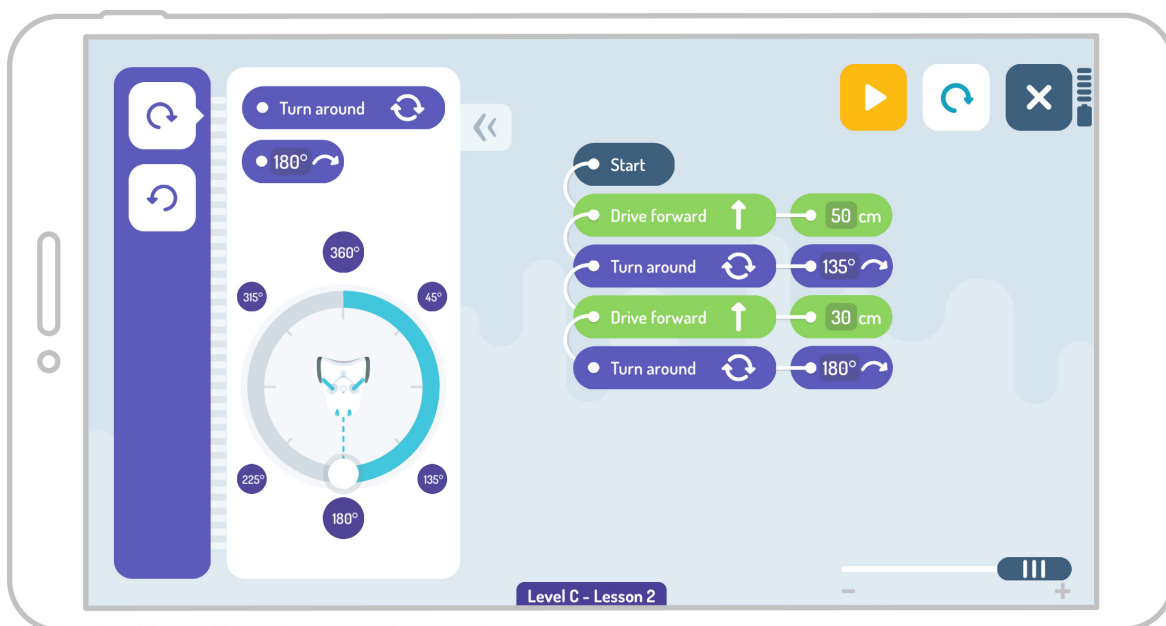 Turn around
180°
360°
315°
45°
225°
135°
180°
Start
Drive forward 50 cm
Turn around 135°
Drive forward 30 cm
Turn around 180°
- +
Level C - Lesson 2